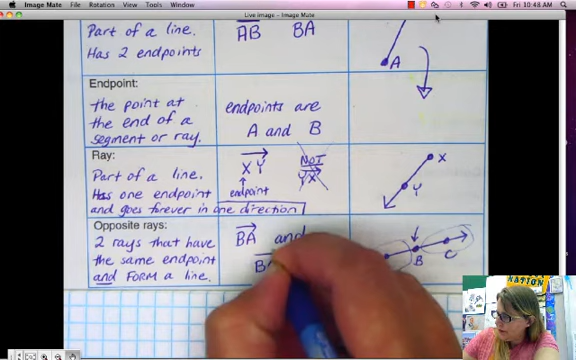 Image Mate File Edit View Tools Window Help Fri 10:48 AM
Live image - Image Mate
Part of a line.
Has 2 endpoints
AB BA
A
Endpoint:
the point at
the end of a
segment or ray.
endpoints are
A and B
Ray:
Part of a line.
Has one endpoint
and goes forever in one direction
XY
endpoint
NOT
YX
X
Y
Opposite rays:
2 rays that have
the same endpoint
and FORM a line.
BA and
B
B
C